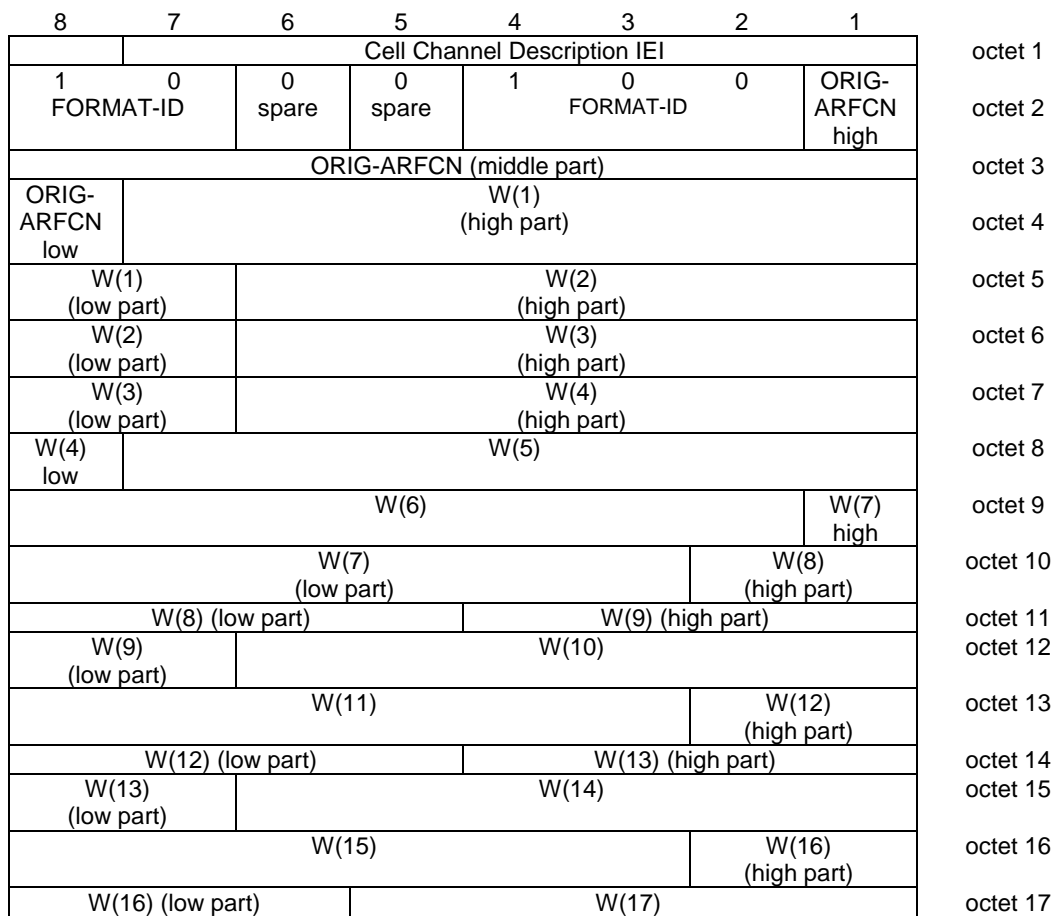 8 7 6 5 4 3 2 1
Cell Channel Description IEI octet 1
1 0 0 0 1 0 0 ORIG-
FORMAT-ID spare spare FORMAT-ID ARFCN octet 2
high
ORIG-ARFCN (middle part) octet 3
ORIG- W(1)
ARFCN (high part) octet 4
low
W(1) W(2) octet 5
(low part) (high part)
W(2) W(3) octet 6
(low part) (high part)
W(3) W(4) octet 7
(low part) (high part)
W(4) W(5) octet 8
low
W(6) W(7) octet 9
high
W(7) W(8) octet 10
(low part) (high part)
W(8) (low part) W(9) (high part) octet 11
W(9) W(10) octet 12
(low part)
W(11) W(12) octet 13
(high part)
W(12) (low part) W(13) (high part) octet 14
W(13) W(14) octet 15
(low part)
W(15) W(16) octet 16
(high part)
W(16) (low part) W(17) octet 17